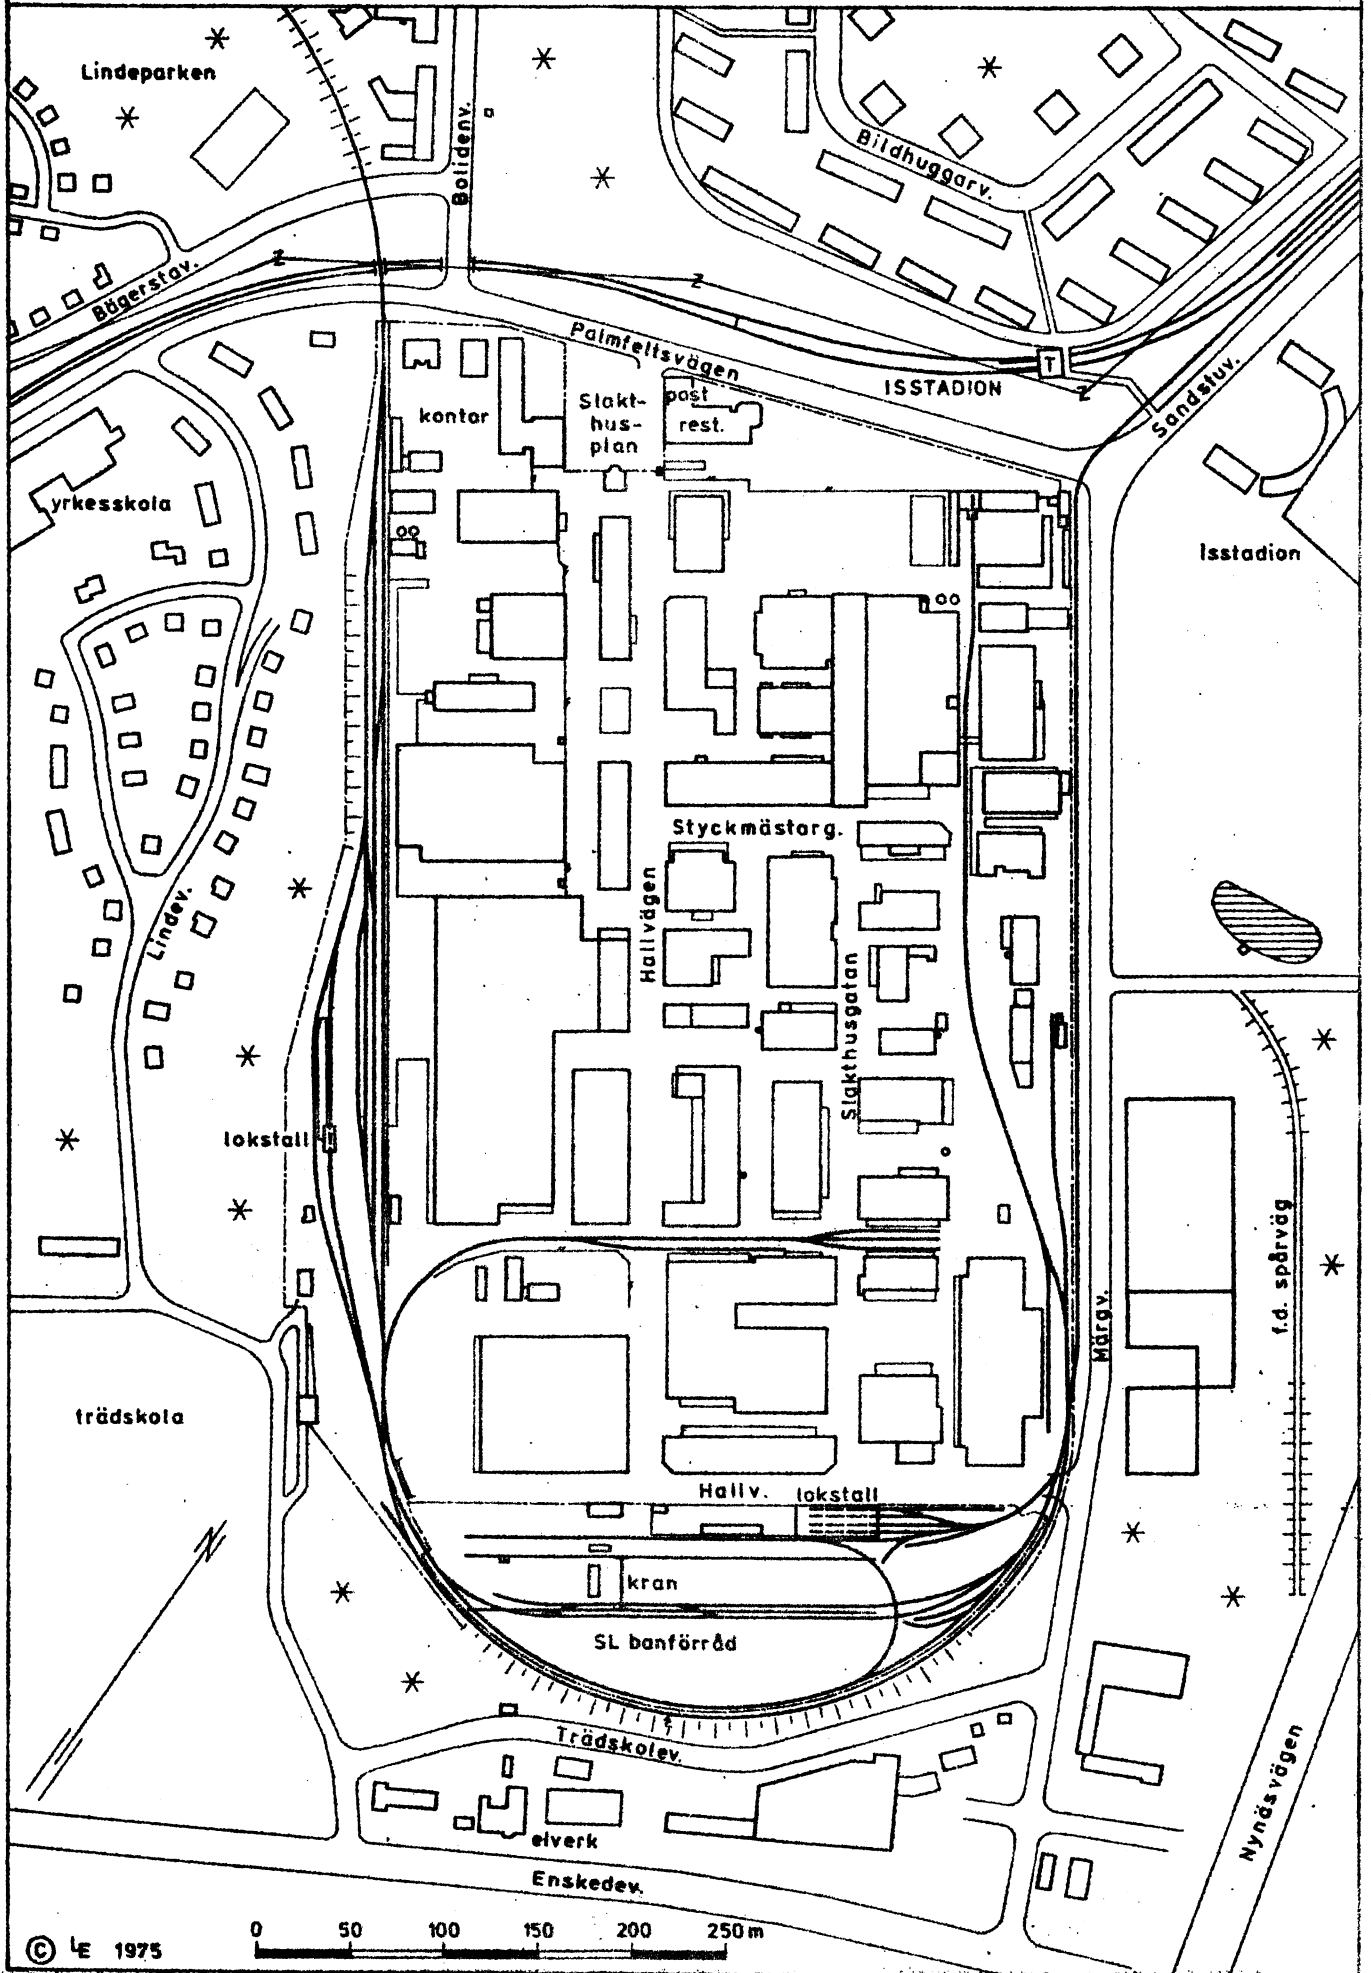 Lindeparken
Bolidenv.
Bildhuggarv.
Bägerstav.
Z
Z
Palmfeltsvägen
T
ISSTADION
Z
Sandstuv.
kontor
Slakt-
hus-
plan
post
rest.
yrkesskola
Isstadion
Styckmästarg.
Hallvägen
Lindev.
Slakthusgatan
lokstall
f.d. spårväg
Märgv.
trädskola
Hallv.
lokstall
N
kran
SL banförråd
Trädskolev.
Nynäsvägen
elverk
Enskedev.
0 50 100 150 200 250 m
© LE 1975